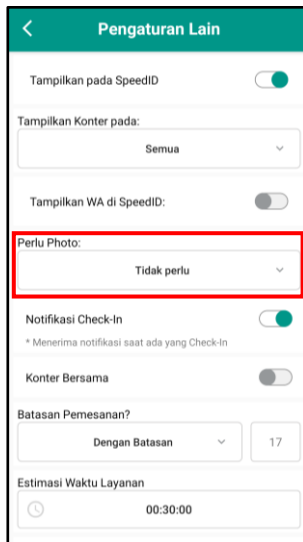 Pengaturan Lain
Tampilkan pada SpeedID
Tampilkan Konter pada:
Semua
Tampilkan WA di SpeedID:
Perlu Photo:
Tidak perlu
Notifikasi Check-In
* Menerima notifikasi saat ada yang Check-In
Konter Bersama
Batasan Pemesanan?
Dengan Batasan 17
Estimasi Waktu Layanan
00:30:00